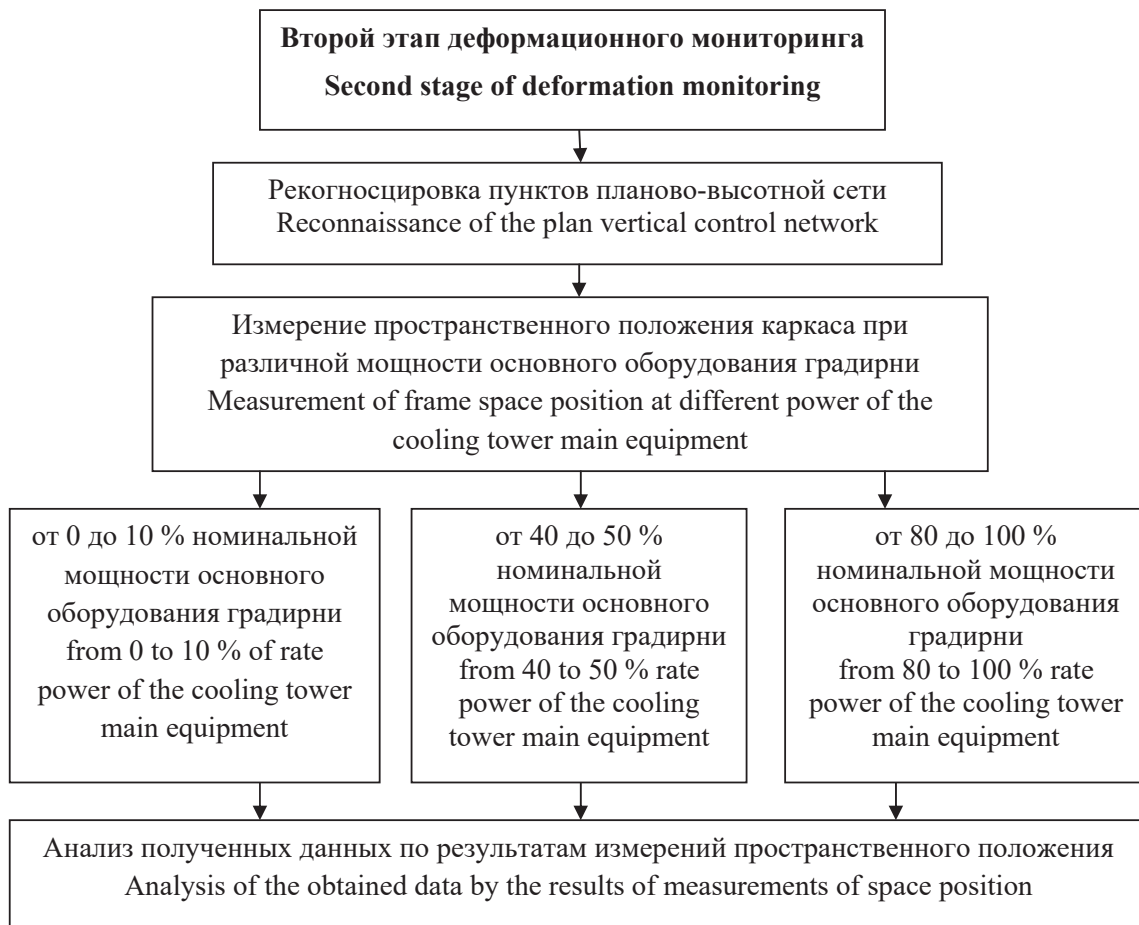 Второй этап деформационного мониторинга
Second stage of deformation monitoring
Рекогносцировка пунктов планово-высотной сети
Reconnaissance of the plan vertical control network
Измерение пространственного положения каркаса при
различной мощности основного оборудования градирни
Measurement of frame space position at different power of the
cooling tower main equipment
от 0 до 10 % номинальной
мощности основного
оборудования градирни
from 0 to 10 % of rate
power of the cooling tower
main equipment
от 40 до 50 %
номинальной
мощности основного
оборудования градирни
from 40 to 50 % rate
power of the cooling
tower main equipment
от 80 до 100 %
номинальной мощности
основного оборудования
градирни
from 80 to 100 % rate
power of the cooling tower
main equipment
Анализ полученных данных по результатам измерений пространственного положения
Analysis of the obtained data by the results of measurements of space position